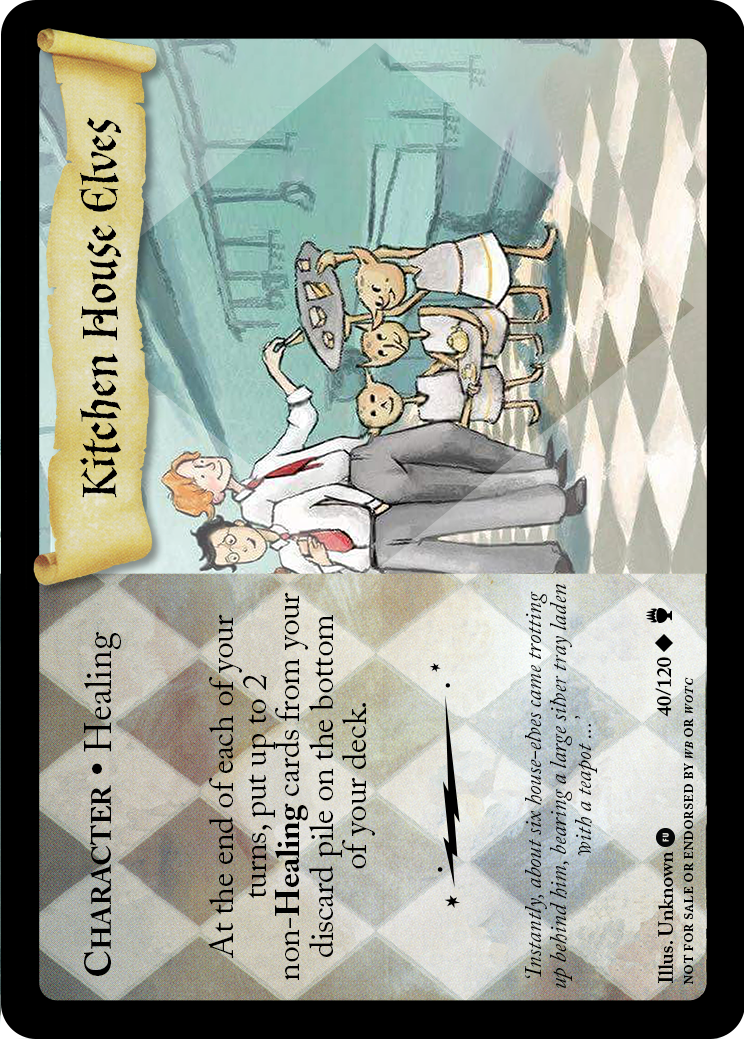 Kitchen House Elves
CHARACTER • Healing
At the end of each of your
turns, put up to 2
non-Healing cards from your
discard pile on the bottom
of your deck.
'Instantly, about six house-elves came trotting
up behind him, bearing a large silver tray laden
with a teapot ...'
Illus. Unknown FU 40/120
NOT FOR SALE OR ENDORSED BY WB OR WOTC